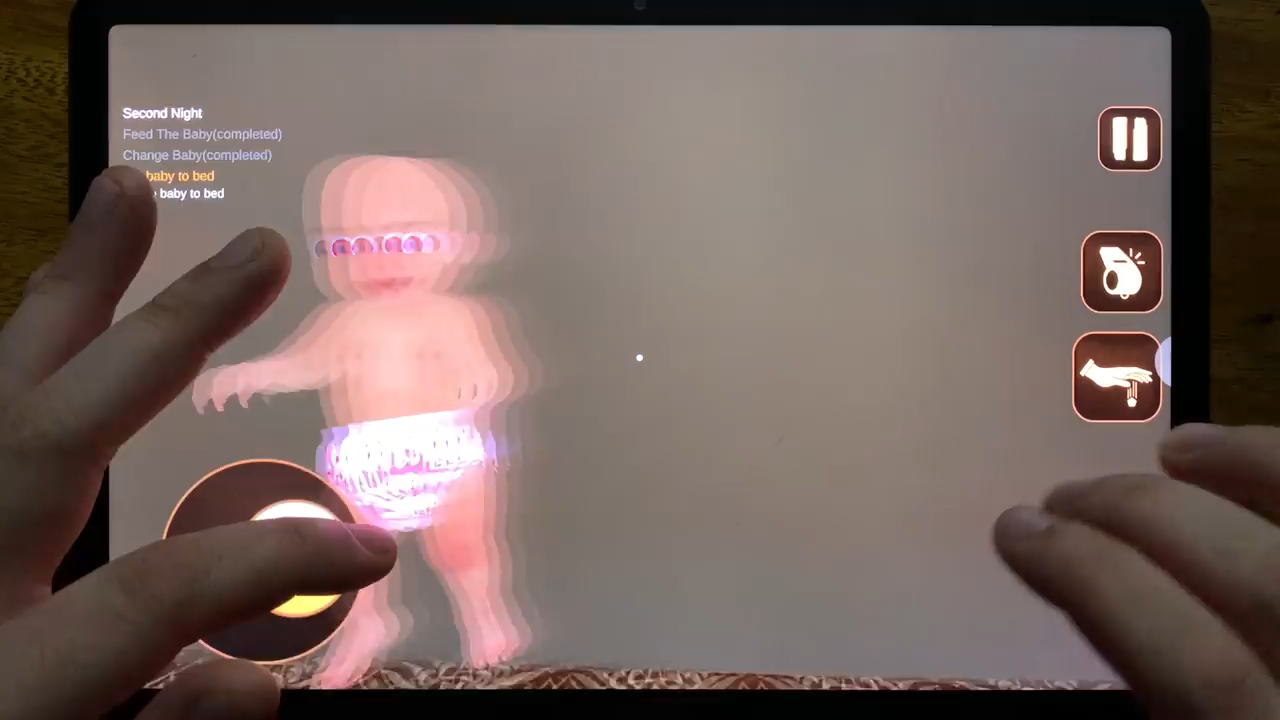 Second Night
Feed The Baby(completed)
Change Baby(completed)
baby to bed
baby to bed